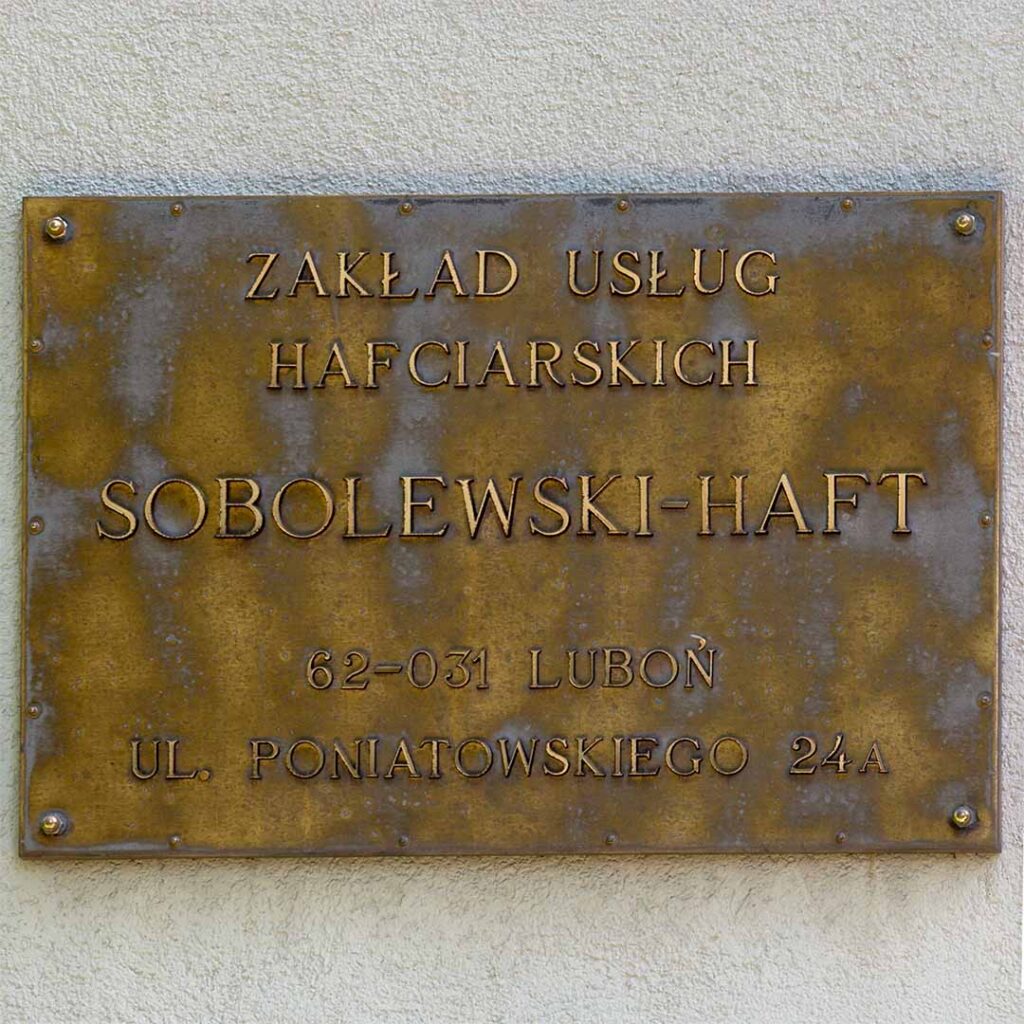 ZAKŁAD USŁUG
HAFCIARSKICH
SOBOLEWSKI-HAFT
62-031 LUBOŃ
UL. PONIATOWSKIEGO 24A